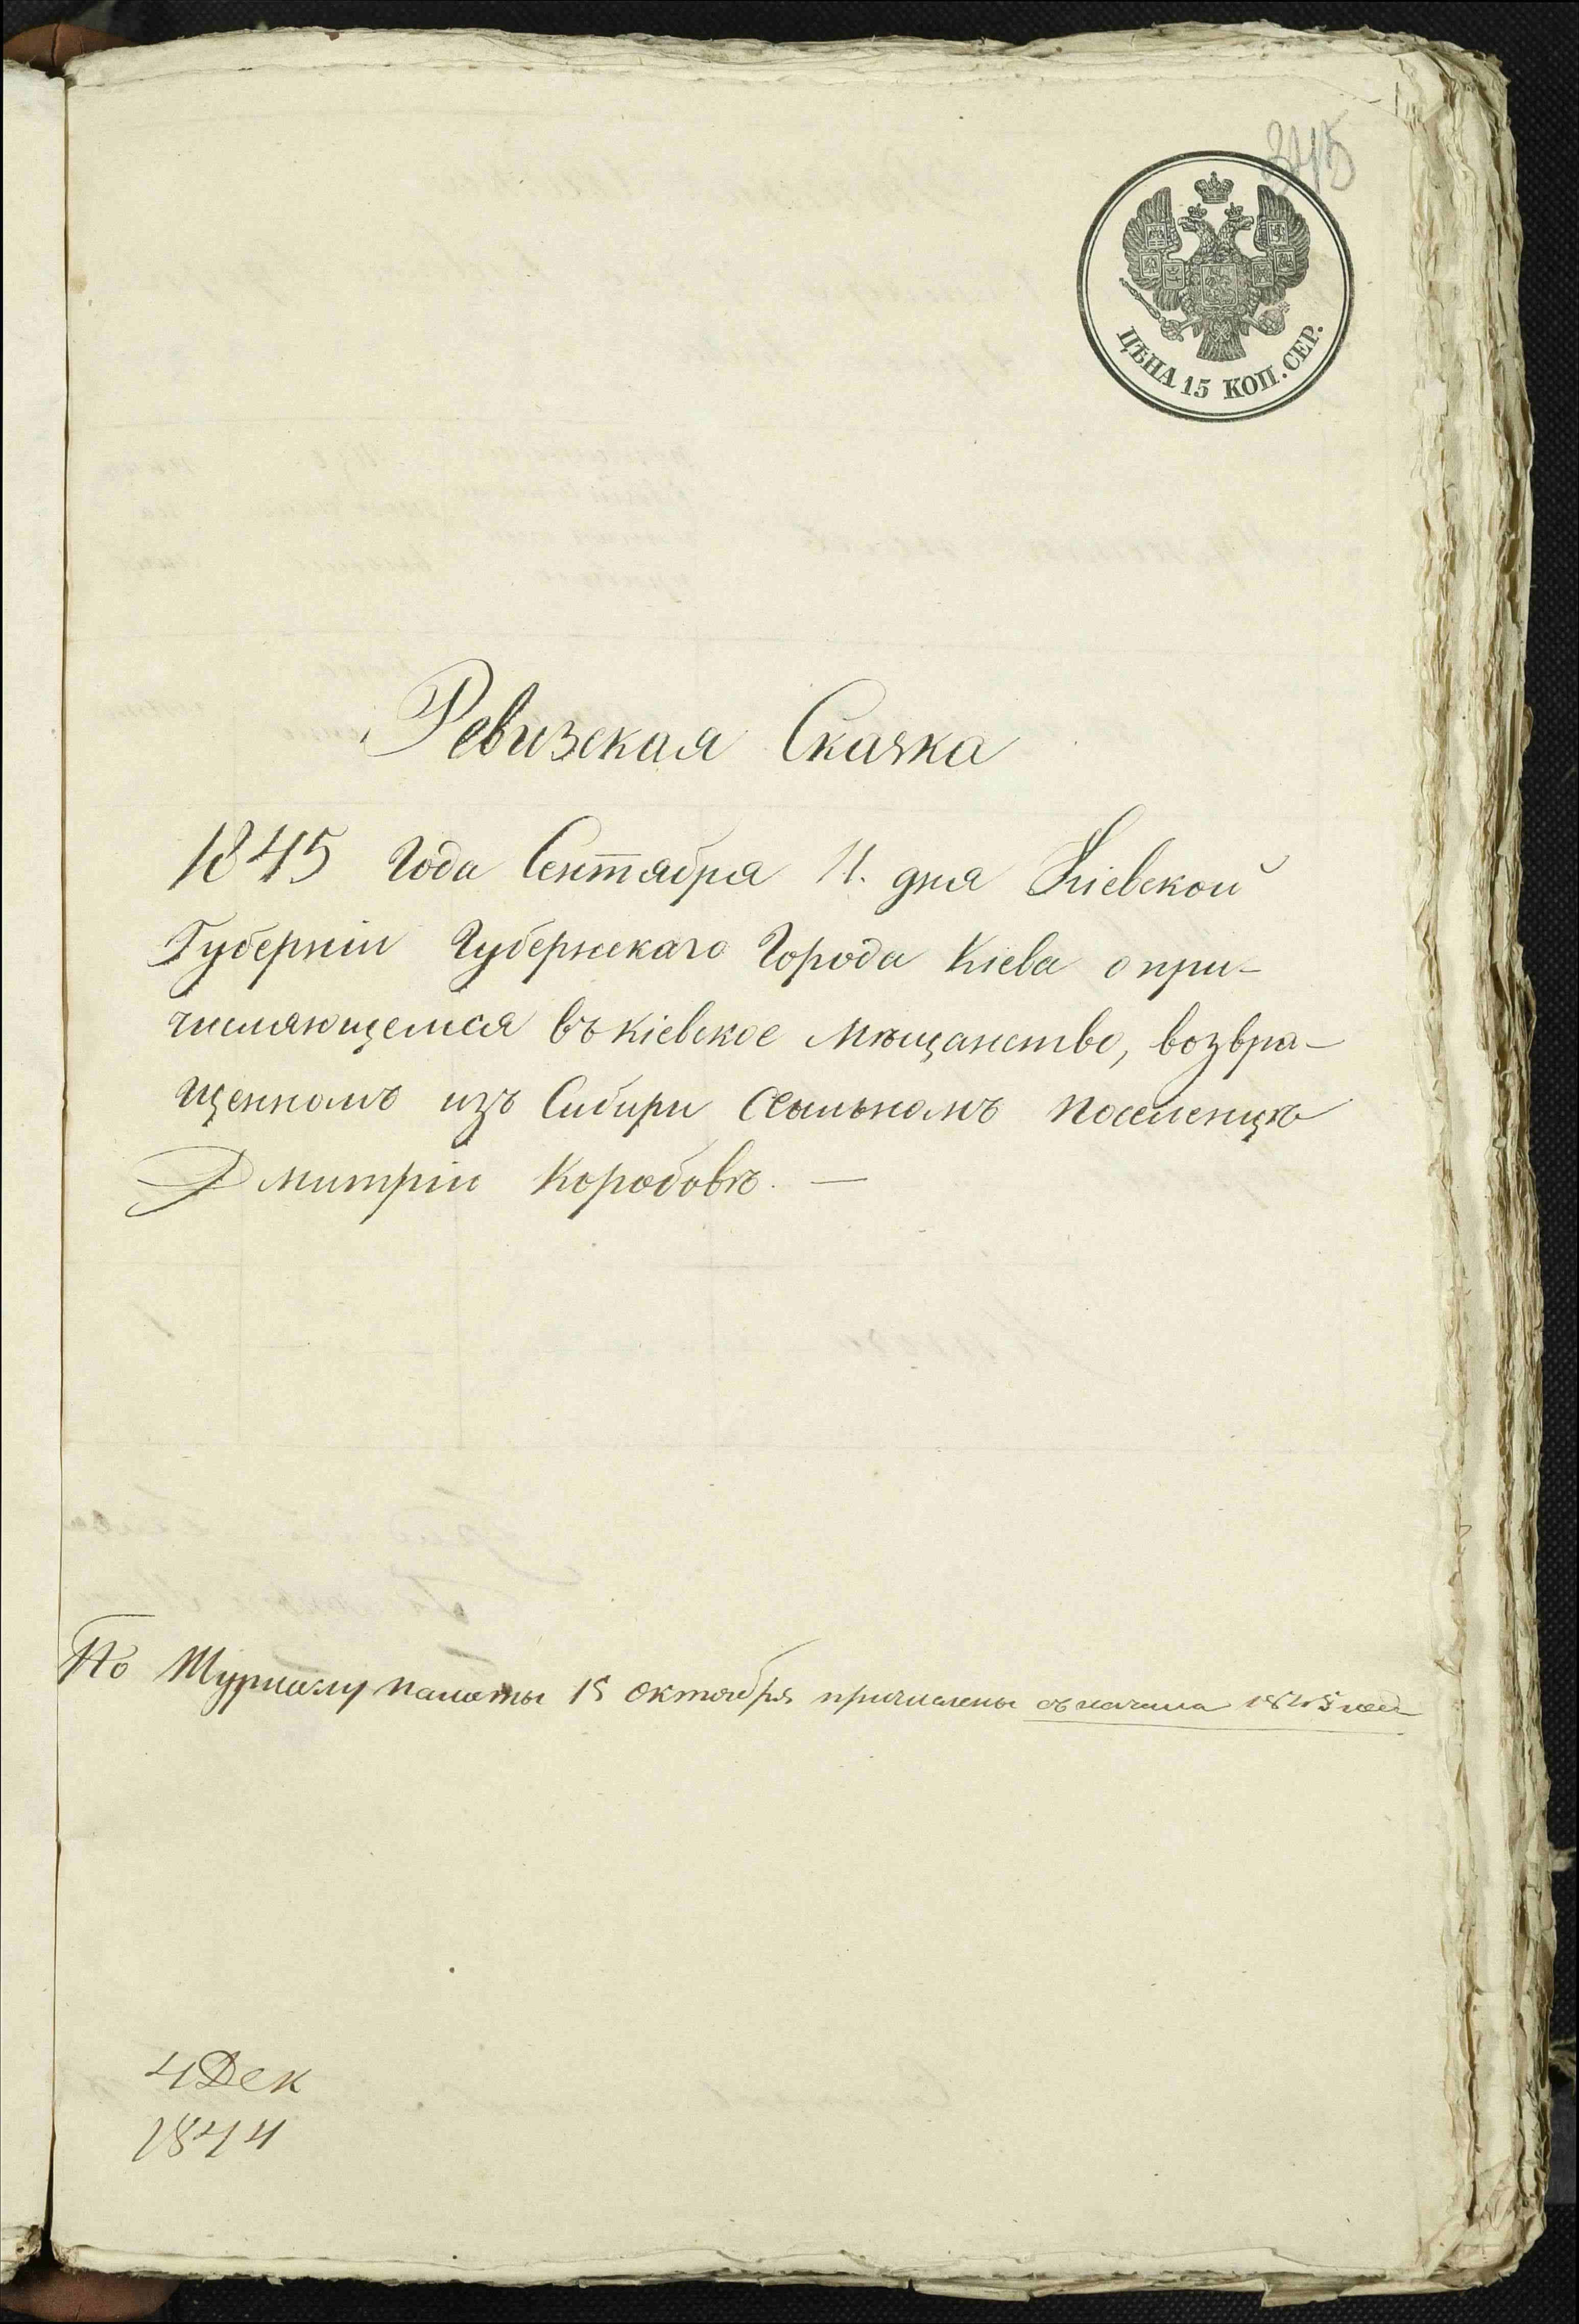 345
ЦѢНА 15 КОП. СЕР.
Ревизская Сказка
1845 Года Сентября 11. дня Кіевской
Губерніи Губернскаго Города Кіева о при-
числяющемся въ кіевское мѣщанство, возвра-
щенномъ изъ Сибири Сыльномъ поселенцѣ
Дмитріи Коробовѣ. —
По Журналу палаты 15 октября причислены съ начала 1845 года
4 Дек
1844